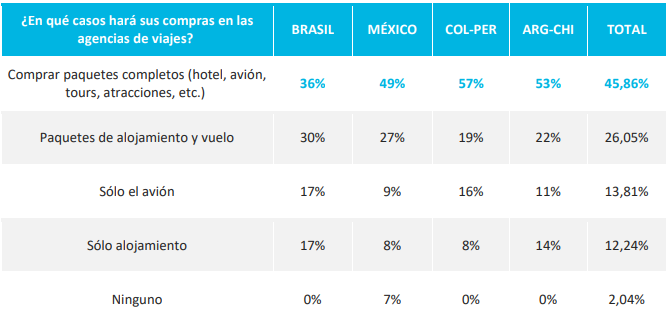 ¿En qué casos hará sus compras en las
agencias de viajes?
BRASIL MÉXICO COL-PER ARG-CHI TOTAL
Comprar paquetes completos (hotel, avión,
tours, atracciones, etc.)
36% 49% 57% 53% 45,86%
Paquetes de alojamiento y vuelo 30% 27% 19% 22% 26,05%
Sólo el avión 17% 9% 16% 11% 13,81%
Sólo alojamiento 17% 8% 8% 14% 12,24%
Ninguno 0% 7% 0% 0% 2,04%